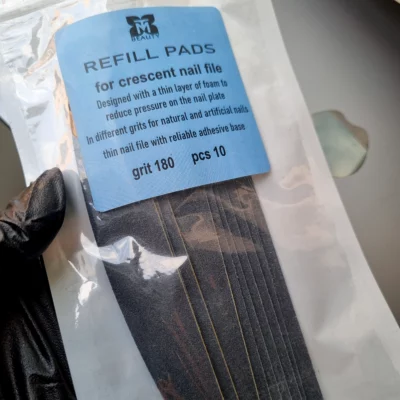 BEAUTY
REFILL PADS
for crescent nail file
Designed with a thin layer of foam to
reduce pressure on the nail plate
In different grits for natural and artificial nails
thin nail file with reliable adhesive base
grit 180 pcs 10